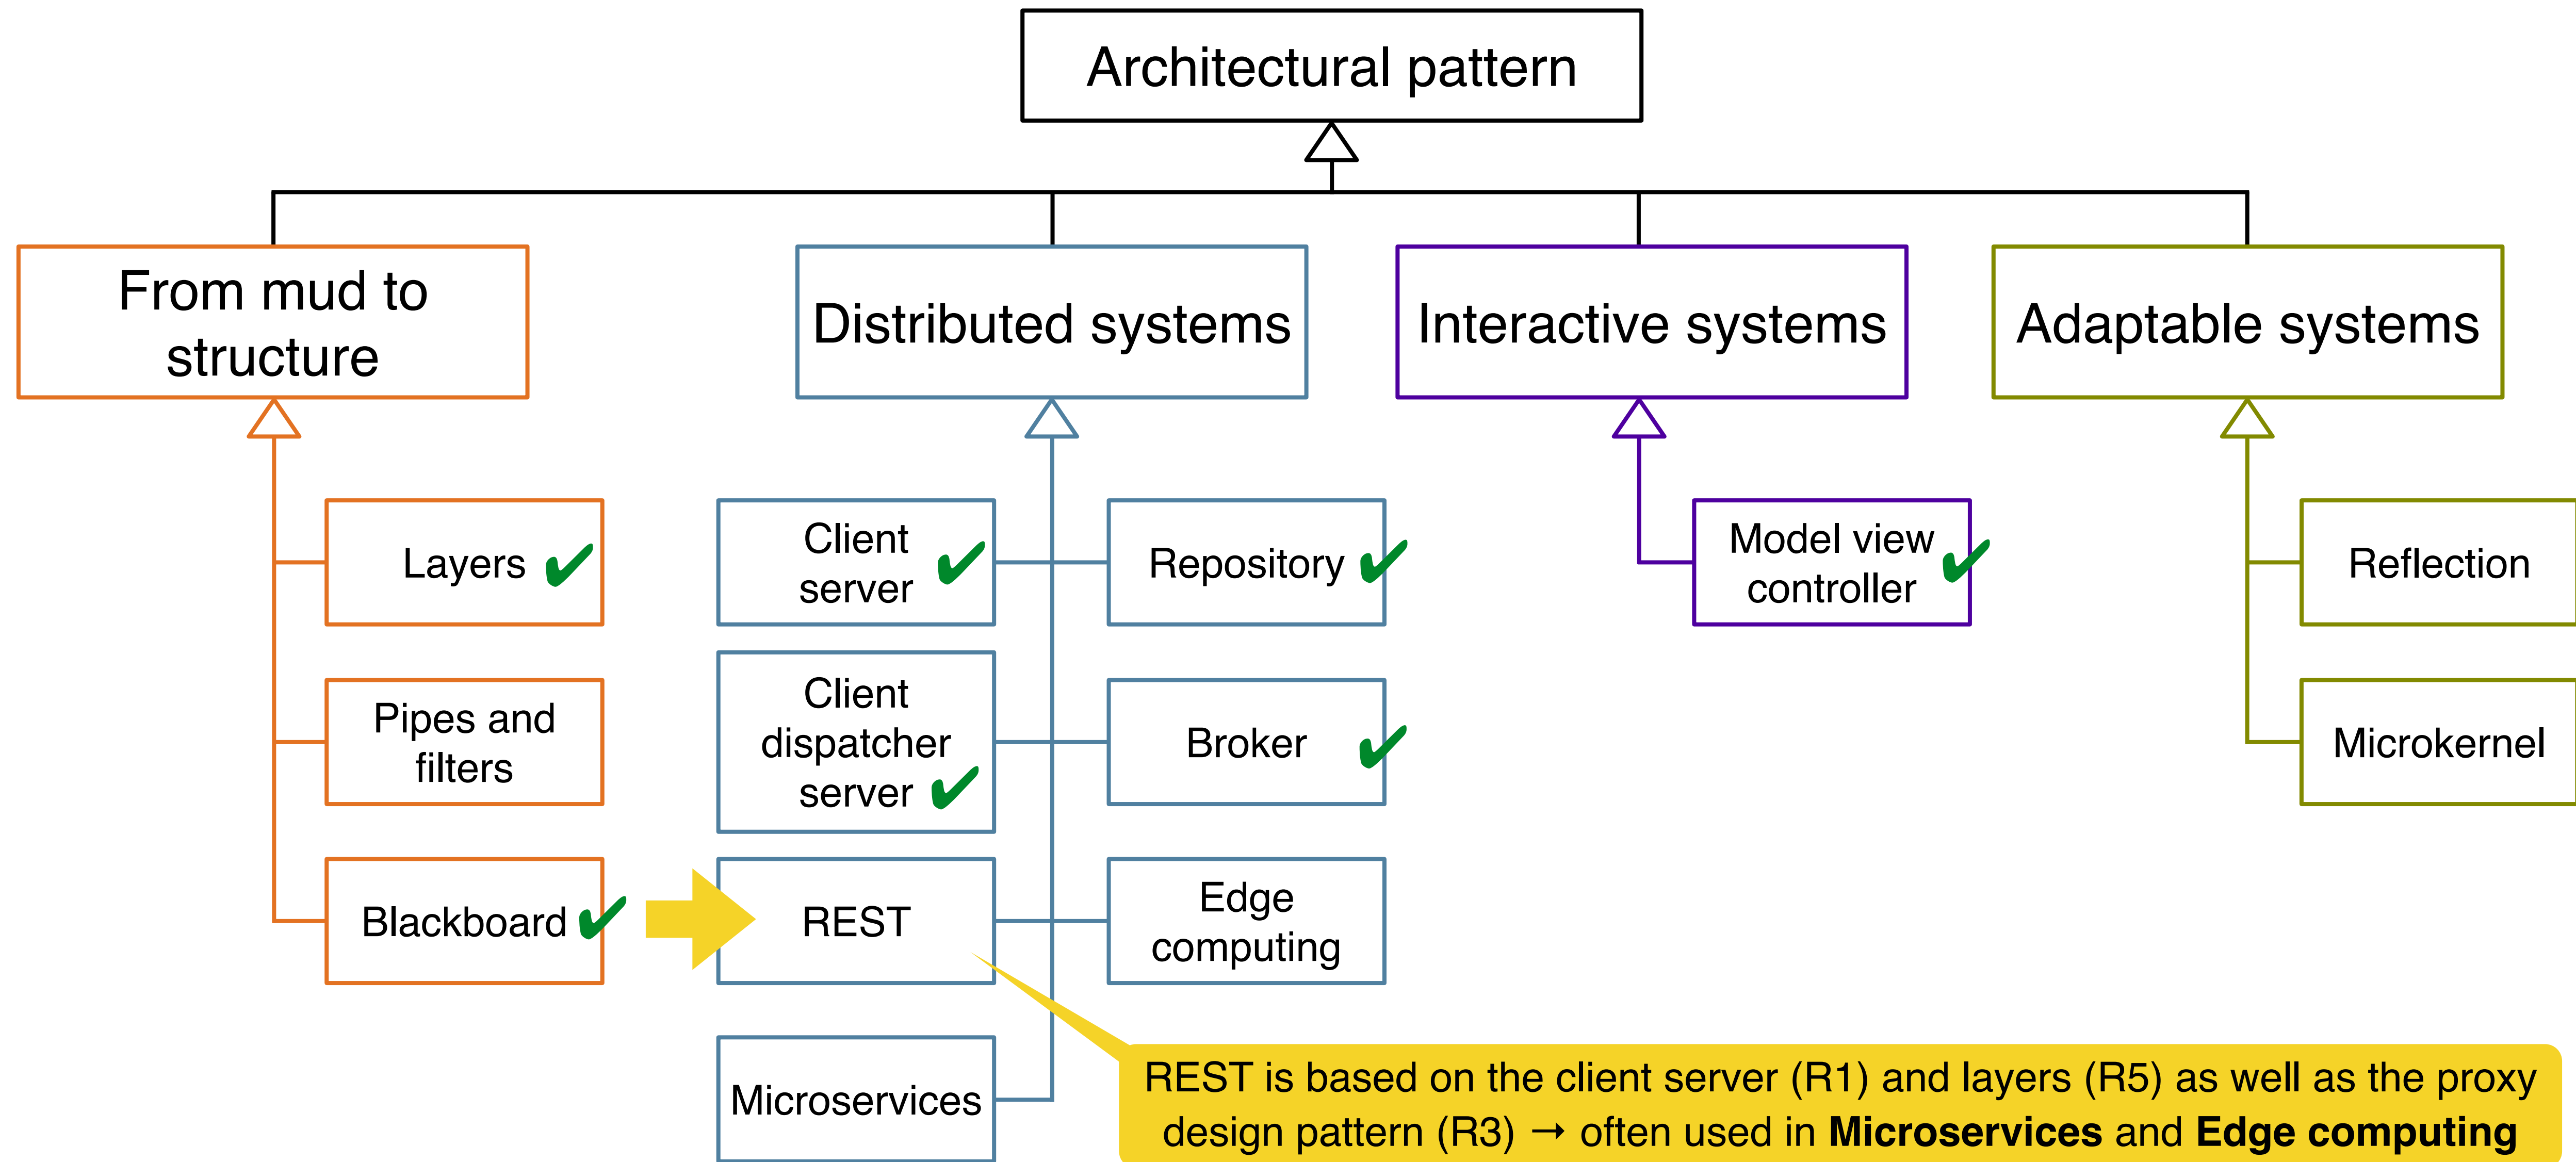 Architectural pattern
From mud to
structure
Distributed systems
Interactive systems
Adaptable systems
Layers
Pipes and
filters
Blackboard
Client
server
Client
dispatcher
server
REST
Microservices
Repository
Broker
Edge
computing
Model view
controller
Reflection
Microkernel
REST is based on the client server (R1) and layers (R5) as well as the proxy
design pattern (R3) → often used in Microservices and Edge computing